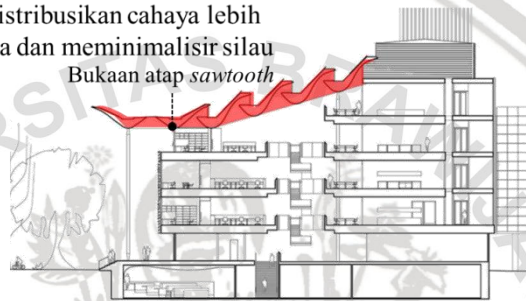 istribusikan cahaya lebih
a dan meminimalisir silau
Bukaan atap sawtooth